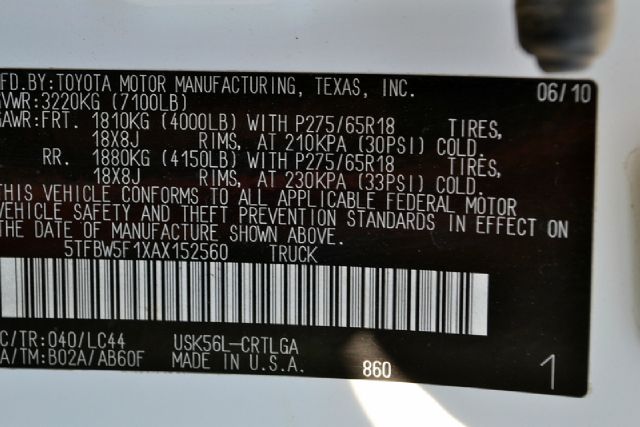 MFD.BY:TOYOTA MOTOR MANUFACTURING, TEXAS, INC. 06/10
GVWR:3220KG (7100LB)
GAWR:FRT. 1810KG (4000LB) WITH P275/65R18 TIRES,
18X8J RIMS, AT 210KPA (30PSI) COLD.
RR. 1880KG (4150LB) WITH P275/65R18 TIRES,
18X8J RIMS, AT 230KPA (33PSI) COLD.
THIS VEHICLE CONFORMS TO ALL APPLICABLE FEDERAL MOTOR
VEHICLE SAFETY AND THEFT PREVENTION STANDARDS IN EFFECT ON
THE DATE OF MANUFACTURE SHOWN ABOVE.
5TFBW5F1XAX152560 TRUCK
C/TR:040/LC44 USK56L-CRTLGA
A/TM:B02A/AB60F MADE IN U.S.A. 860 1